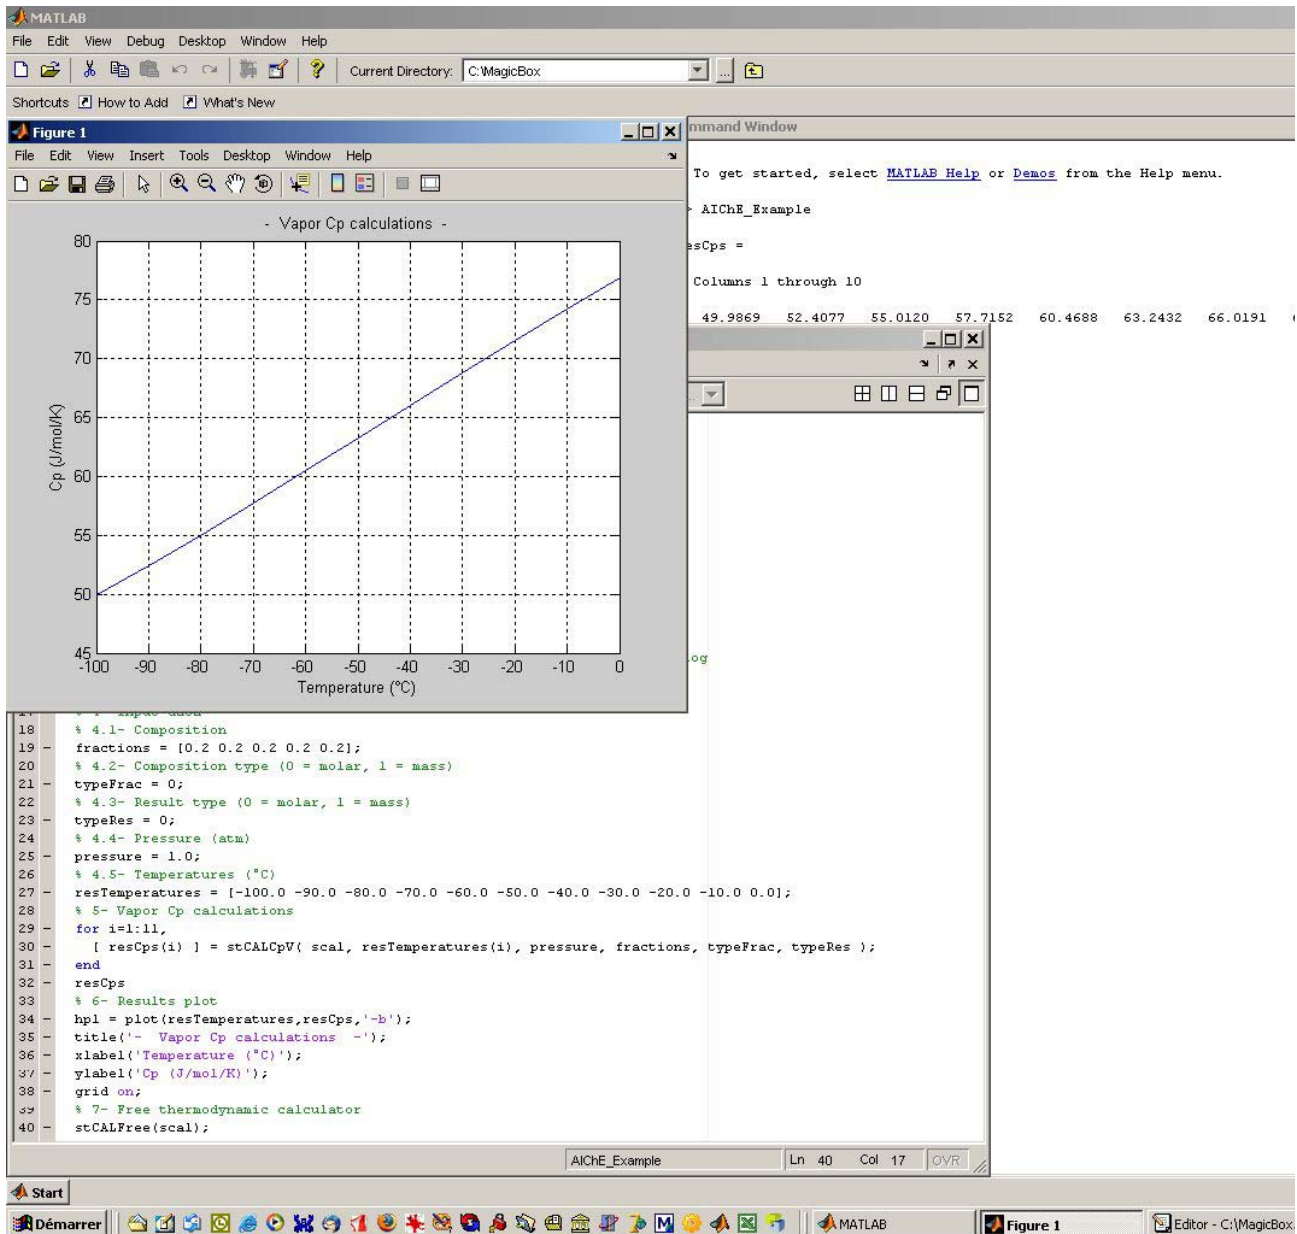 MATLAB
File Edit View Debug Desktop Window Help
Current Directory: C:\MagicBox
Shortcuts How to Add What's New
Figure 1
File Edit View Insert Tools Desktop Window Help
- Vapor Cp calculations -
80
75
70
65
60
55
50
45
Cp (J/mol/K)
-100 -90 -80 -70 -60 -50 -40 -30 -20 -10 0
Temperature (°C)
mmand Window
To get started, select MATLAB Help or Demos from the Help menu.
> AIChE_Example
esCps =
Columns 1 through 10
49.9869 52.4077 55.0120 57.7152 60.4688 63.2432 66.0191
og
18 % 4.1- Composition
19 - fractions = [0.2 0.2 0.2 0.2 0.2];
20 % 4.2- Composition type (0 = molar, 1 = mass)
21 - typeFrac = 0;
22 % 4.3- Result type (0 = molar, 1 = mass)
23 - typeRes = 0;
24 % 4.4- Pressure (atm)
25 - pressure = 1.0;
26 % 4.5- Temperatures (°C)
27 - resTemperatures = [-100.0 -90.0 -80.0 -70.0 -60.0 -50.0 -40.0 -30.0 -20.0 -10.0 0.0];
28 % 5- Vapor Cp calculations
29 - for i=1:11,
30 - [ resCps(i) ] = stCALCpV( scal, resTemperatures(i), pressure, fractions, typeFrac, typeRes );
31 - end
32 - resCps
33 % 6- Results plot
34 - hpl = plot(resTemperatures,resCps,'-b');
35 - title('- Vapor Cp calculations -');
36 - xlabel('Temperature (°C)');
37 - ylabel('Cp (J/mol/K)');
38 - grid on;
39 % 7- Free thermodynamic calculator
40 - stCALFree(scal);
AIChE_Example Ln 40 Col 17 OVR
Start
Démarrer MATLAB Figure 1 Editor - C:\MagicBox